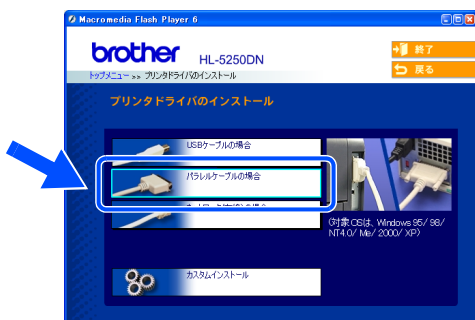 Macromedia Flash Player 6
brother HL-5250DN
終了
戻る
トップメニュー >> プリンタドライバのインストール
プリンタドライバのインストール
USBケーブルの場合
パラレルケーブルの場合
(対象OSは、Windows 95/ 98/
NT4.0/ Me/ 2000/ XP)
カスタムインストール